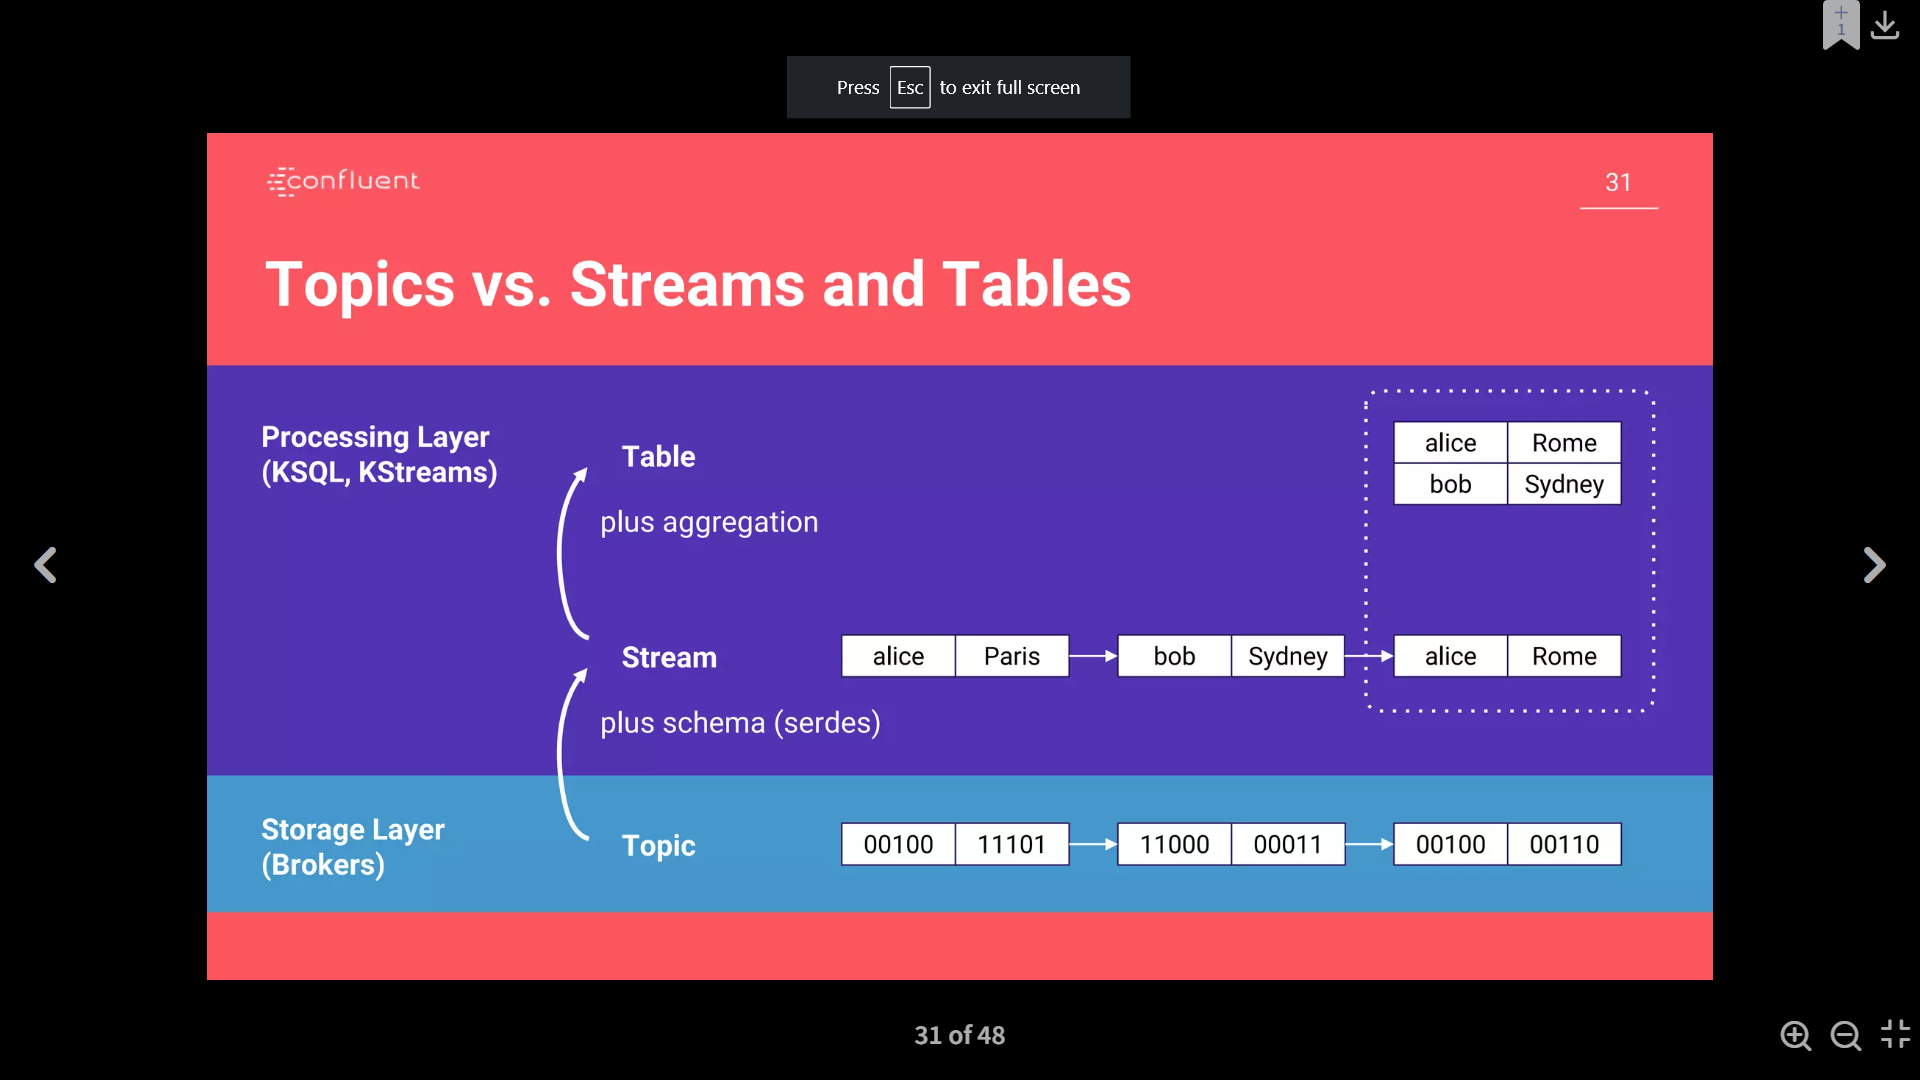 +
1
Press Esc to exit full screen
confluent
31
Topics vs. Streams and Tables
Processing Layer
(KSQL, KStreams)
Table
plus aggregation
alice Rome
bob Sydney
Stream
alice Paris bob Sydney alice Rome
plus schema (serdes)
Storage Layer
(Brokers)
Topic
00100 11101 11000 00011 00100 00110
31 of 48